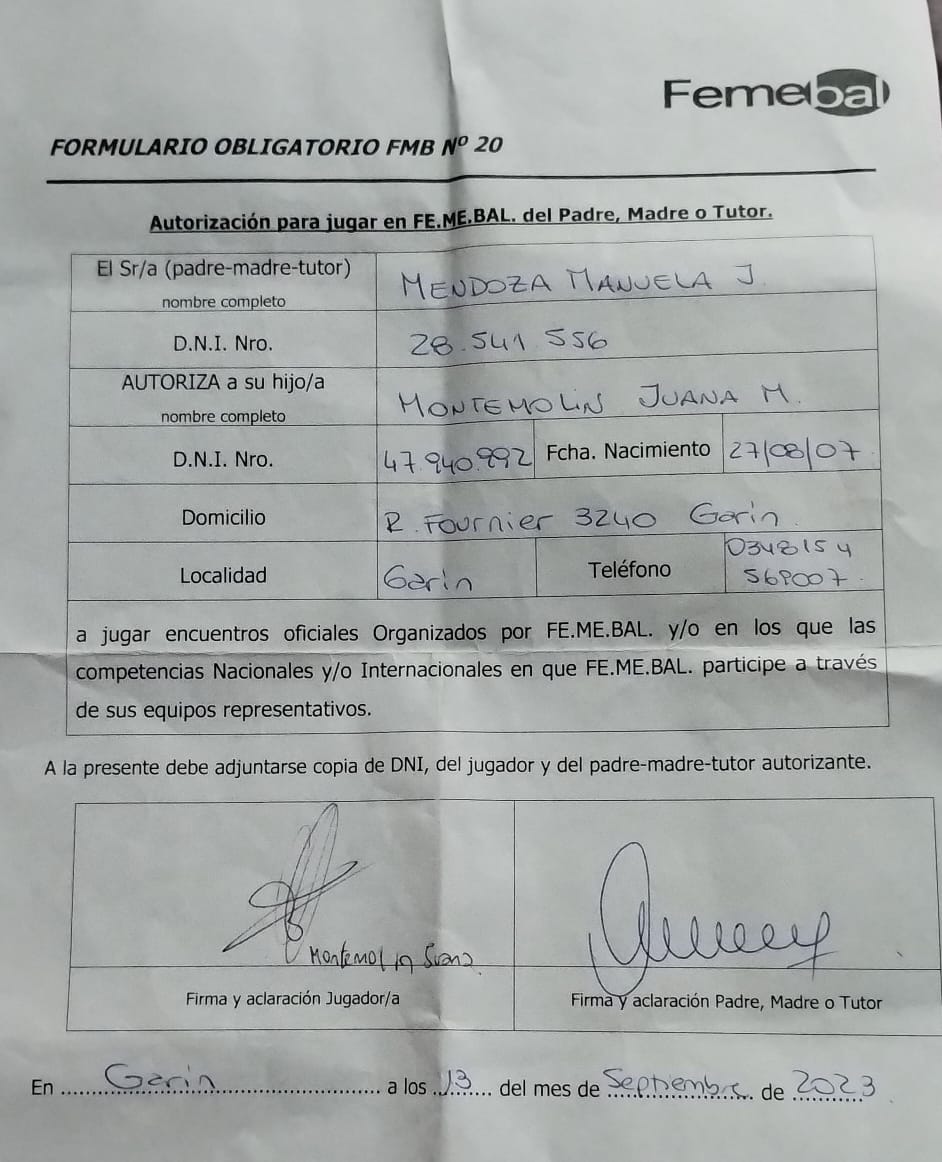 Femebal
FORMULARIO OBLIGATORIO FMB Nº 20
Autorización para jugar en FE.ME.BAL. del Padre, Madre o Tutor.
El Sr/a (padre-madre-tutor)
nombre completo
MENDOZA MANUELA J.
D.N.I. Nro.
28.541.556
AUTORIZA a su hijo/a
nombre completo
MONTEMOLIN JUANA M.
D.N.I. Nro.
47.940.992
Fcha. Nacimiento
27/08/07
Domicilio
R. Fournier 3240 Garin
Localidad
Garin
Teléfono
0348154
569007
a jugar encuentros oficiales Organizados por FE.ME.BAL. y/o en los que las
competencias Nacionales y/o Internacionales en que FE.ME.BAL. participe a través
de sus equipos representativos.
A la presente debe adjuntarse copia de DNI, del jugador y del padre-madre-tutor autorizante.
Montemolin Juana
Firma y aclaración Jugador/a
Firma y aclaración Padre, Madre o Tutor
En Garin a los 13 del mes de Septiembre de 2023